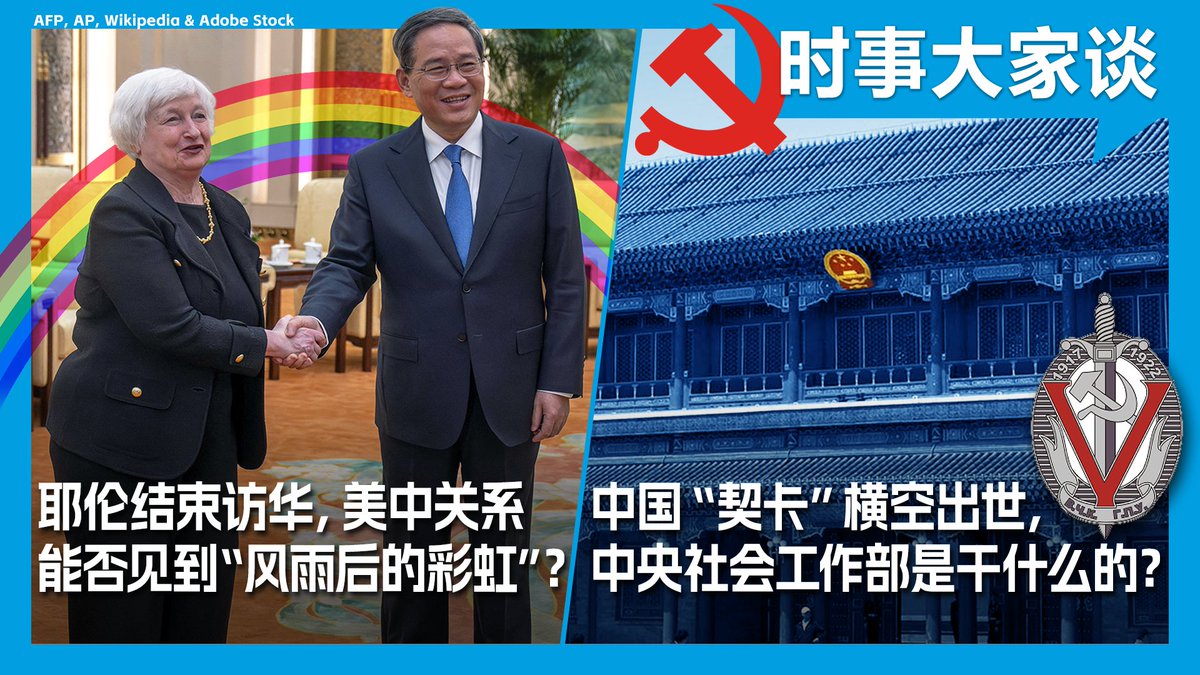 AFP, AP, Wikipedia & Adobe Stock
时事大家谈
耶伦结束访华, 美中关系
能否见到“风雨后的彩虹”?
中国 “契卡” 横空出世,
中央社会工作部是干什么的?
1917 1922
В.Ч.К. Г.П.У.